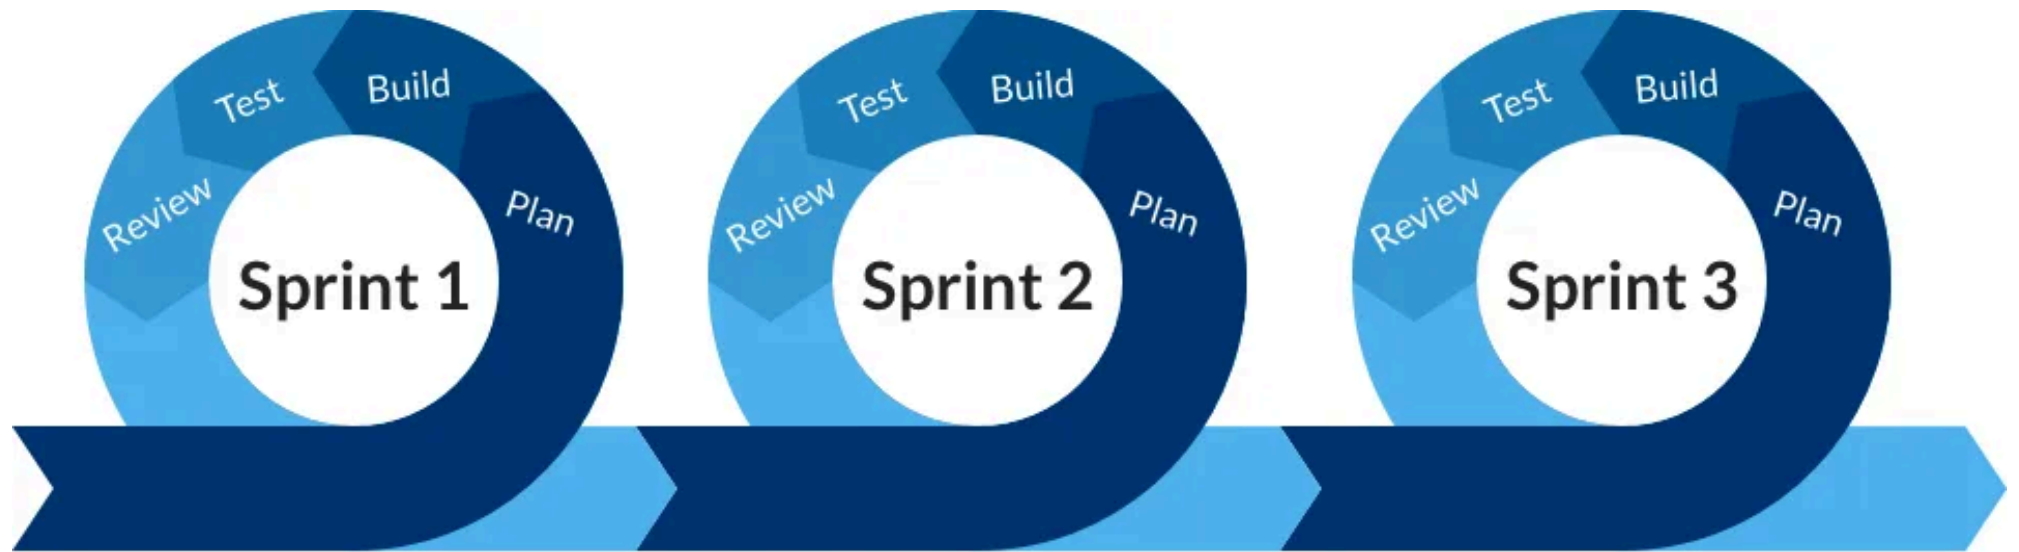 Test
Build
Review
Plan
Sprint 1
Test
Build
Review
Plan
Sprint 2
Test
Build
Review
Plan
Sprint 3